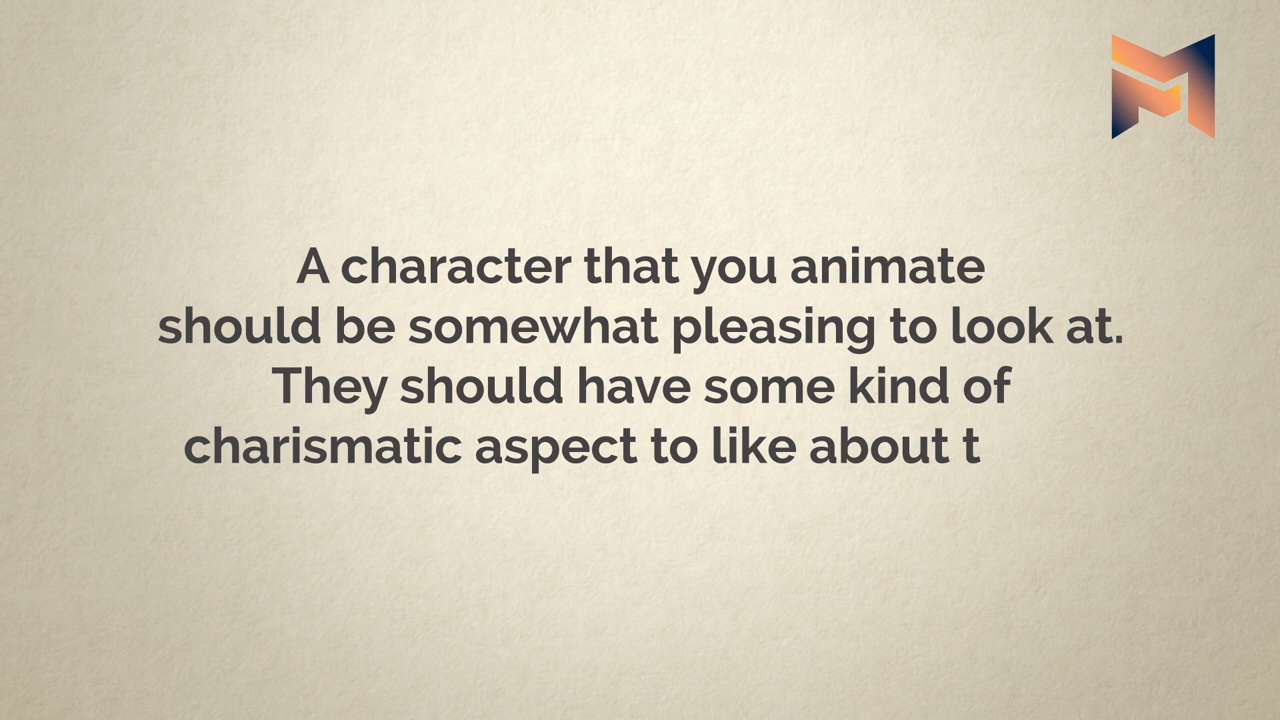 A character that you animate
should be somewhat pleasing to look at.
They should have some kind of
charismatic aspect to like about t